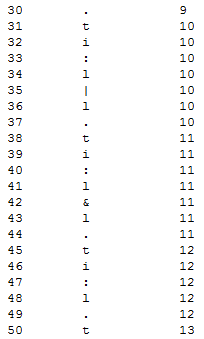 30 . 9
31 t 10
32 i 10
33 : 10
34 l 10
35 | 10
36 l 10
37 . 10
38 t 11
39 i 11
40 : 11
41 l 11
42 & 11
43 l 11
44 . 11
45 t 12
46 i 12
47 : 12
48 l 12
49 . 12
50 t 13